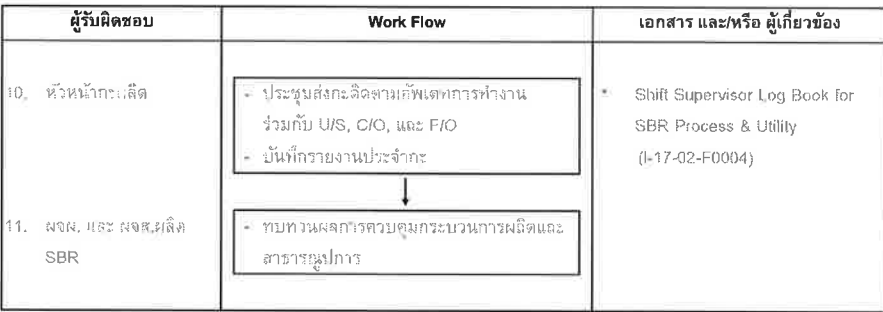 ผู้รับผิดชอบ
Work Flow
เอกสาร และ/หรือ ผู้เกี่ยวข้อง
10. หัวหน้ากะผลิต
- ประชุมส่งกะติดตามอัพเดทการทำงาน
ร่วมกับ U/S, C/O, และ F/O
- บันทึกรายงานประจำกะ
• Shift Supervisor Log Book for
SBR Process & Utility
(I-17-02-F0004)
11. ผจผ. และ ผจส.ผลิต
SBR
- ทบทวนผลการควบคุมกระบวนการผลิตและ
สาธารณูปการ